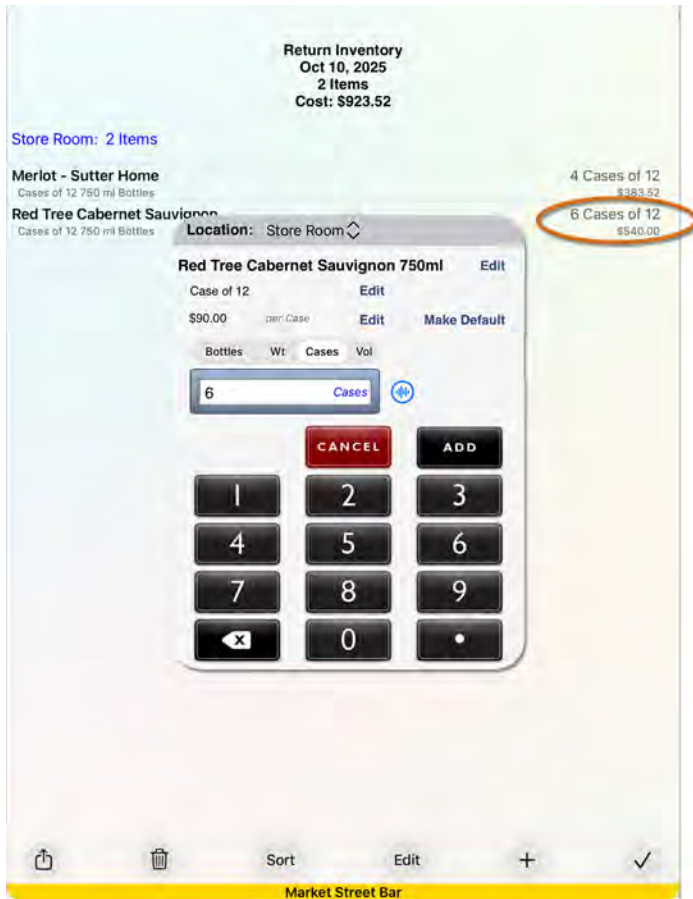 Return Inventory
Oct 10, 2025
2 Items
Cost: $923.52
Store Room: 2 Items
Merlot - Sutter Home
4 Cases of 12
Cases of 12 750 ml Bottles
$383.52
Red Tree Cabernet Sauvignon
6 Cases of 12
Cases of 12 750 ml Bottles
$540.00
Location: Store Room
Red Tree Cabernet Sauvignon 750ml Edit
Case of 12 Edit
$90.00 per Case Edit Make Default
Bottles Wt Cases Vol
6 Cases
CANCEL ADD
1 2 3
4 5 6
7 8 9
x 0 •
Sort Edit +
Market Street Bar